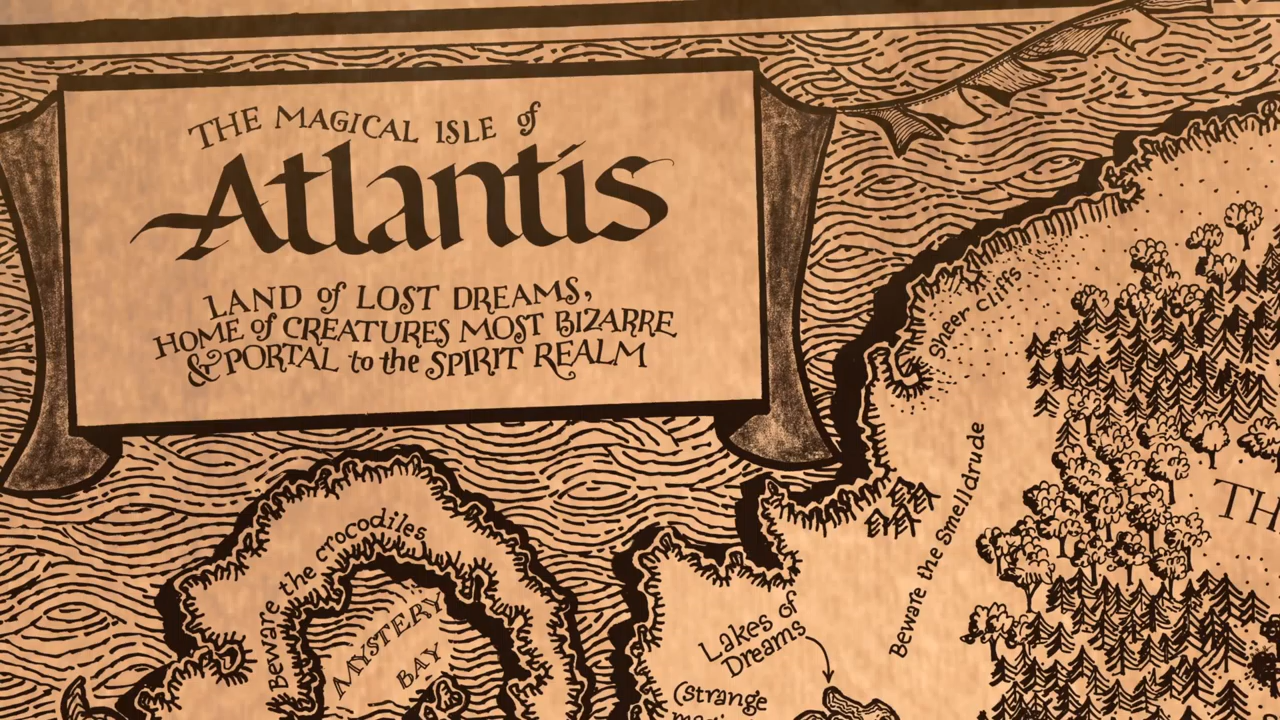 THE MAGICAL ISLE of
Atlantis
LAND of LOST DREAMS,
HOME of CREATURES MOST BIZARRE
& PORTAL to the SPIRIT REALM
Sheer Cliffs
Beware the Smelldrude
Beware the crocodiles
MYSTERY
BAY
Lakes of
Dreams
(strange